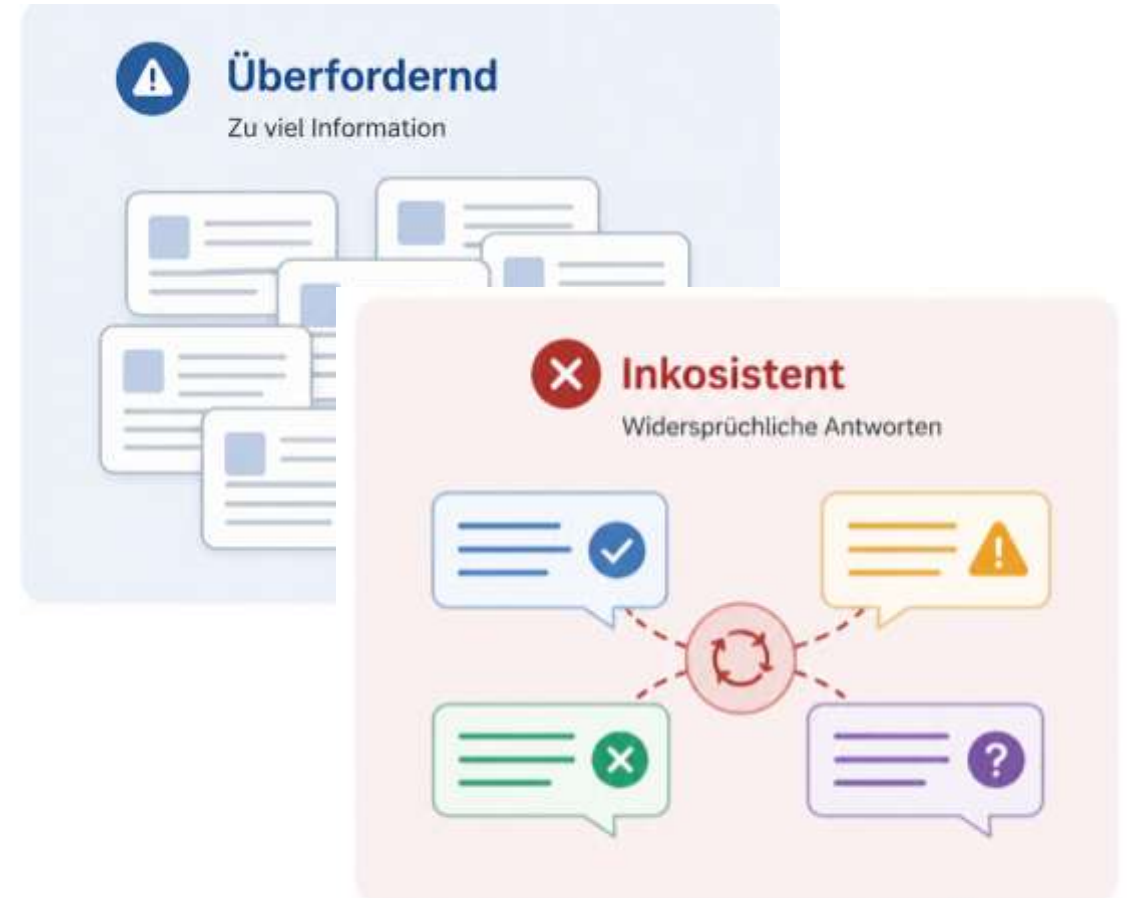 Überfordernd
Zu viel Information
Inkosistent
Widersprüchliche Antworten